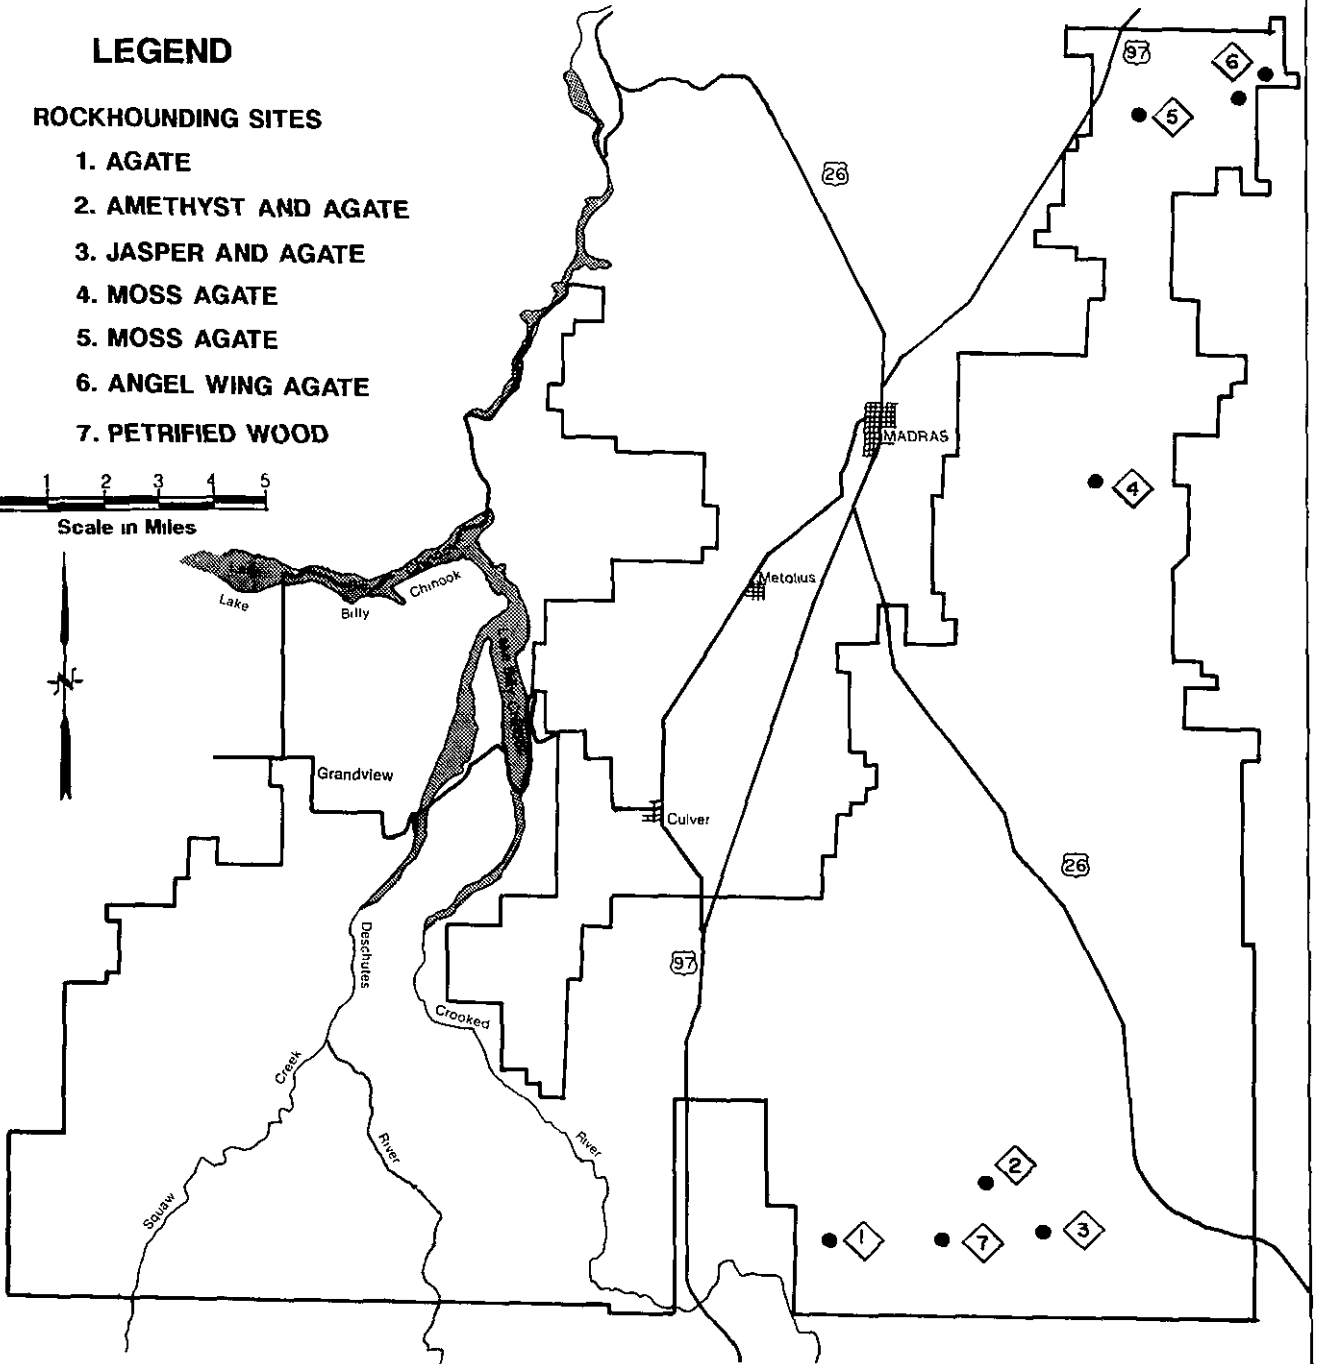 LEGEND
ROCKHOUNDING SITES
1. AGATE
2. AMETHYST AND AGATE
3. JASPER AND AGATE
4. MOSS AGATE
5. MOSS AGATE
6. ANGEL WING AGATE
7. PETRIFIED WOOD
1 2 3 4 5
Scale in Miles
97
6
5
26
MADRAS
4
Metolius
Lake
Billy
Chinook
Grandview
Culver
26
Deschutes
97
Crooked
Creek
River
River
Squaw
2
1
7
3